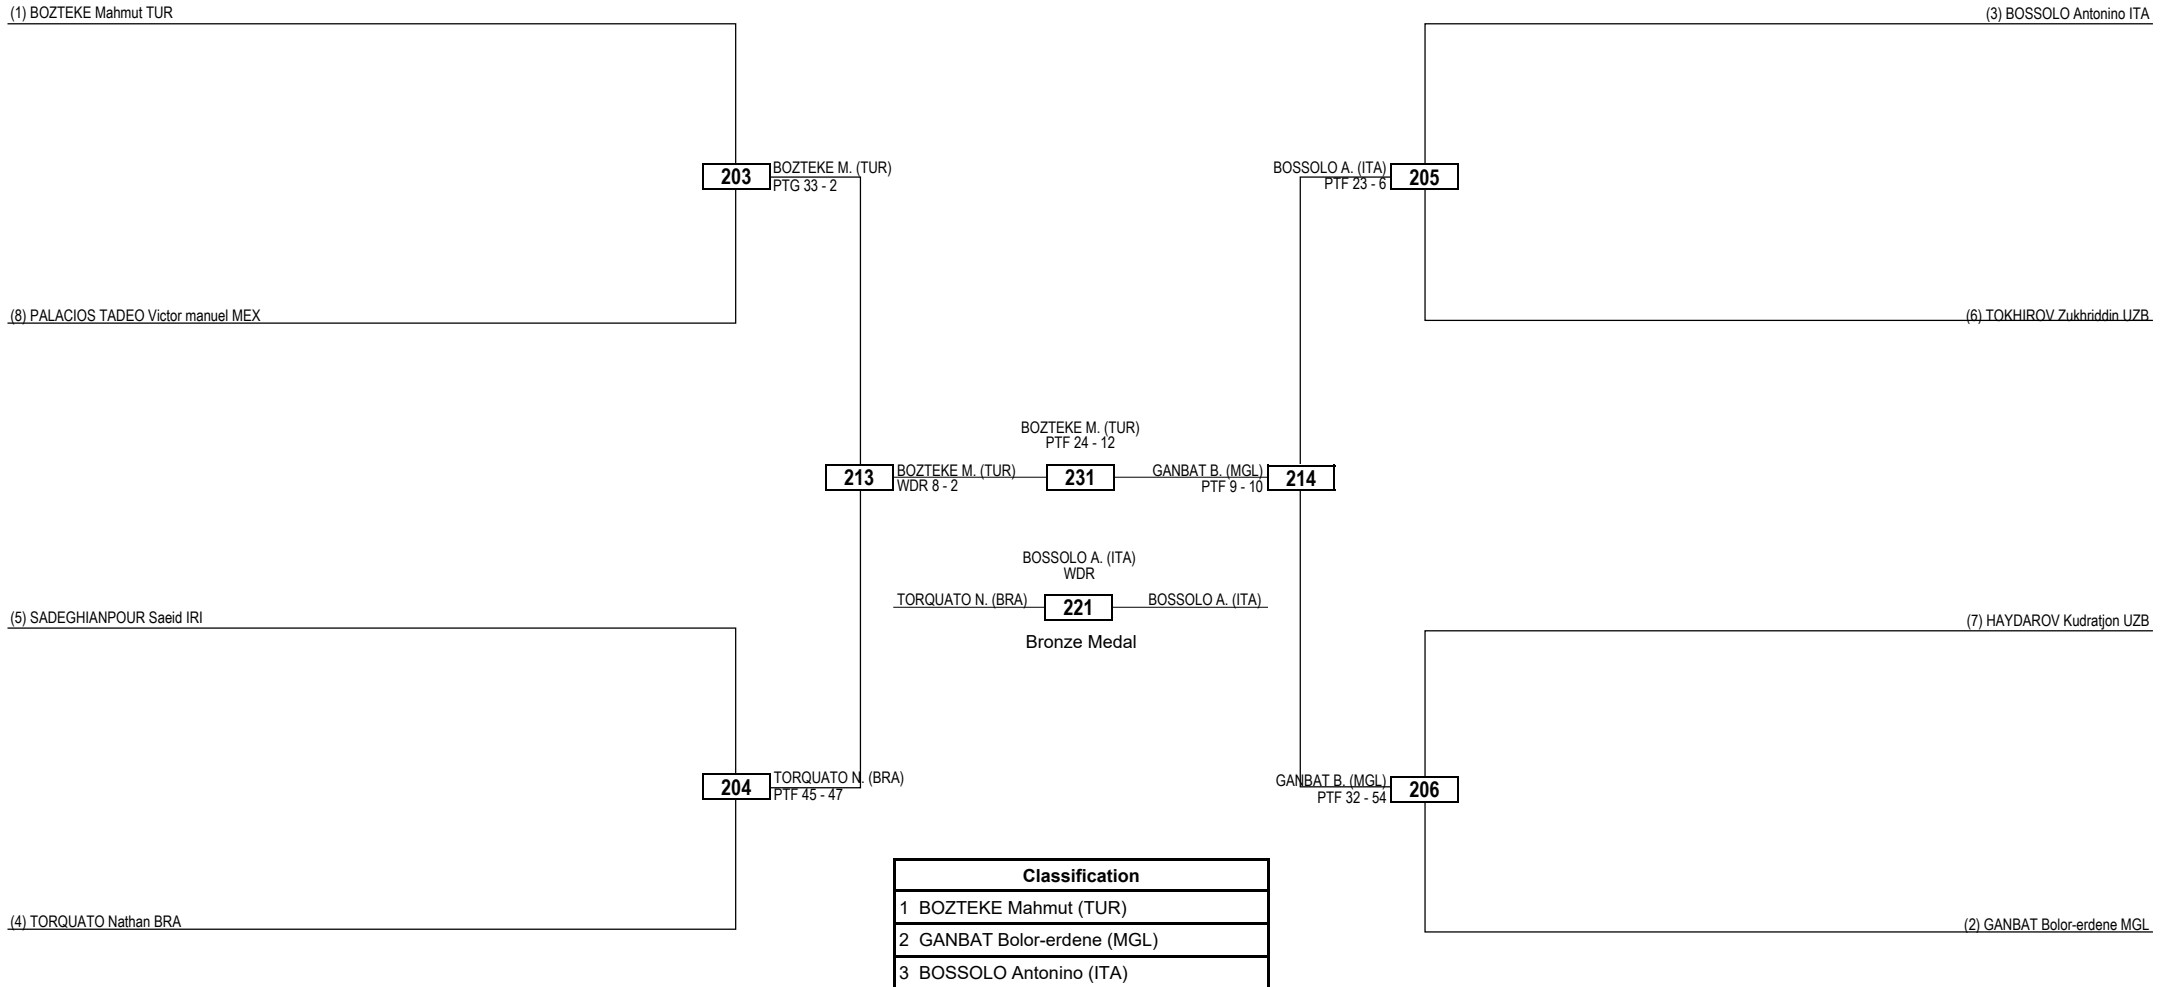 (1) BOZTEKE Mahmut TUR
(3) BOSSOLO Antonino ITA
203
BOZTEKE M. (TUR)
PTG 33 - 2
BOSSOLO A. (ITA)
PTF 23 - 6
205
(8) PALACIOS TADEO Victor manuel MEX
(6) TOKHIROV Zukhriddin UZB
BOZTEKE M. (TUR)
PTF 24 - 12
213
BOZTEKE M. (TUR)
WDR 8 - 2
231
GANBAT B. (MGL)
PTF 9 - 10
214
BOSSOLO A. (ITA)
WDR
TORQUATO N. (BRA)
221
BOSSOLO A. (ITA)
Bronze Medal
(5) SADEGHIANPOUR Saeid IRI
(7) HAYDAROV Kudratjon UZB
204
TORQUATO N. (BRA)
PTF 45 - 47
GANBAT B. (MGL)
PTF 32 - 54
206
(4) TORQUATO Nathan BRA
(2) GANBAT Bolor-erdene MGL
Classification
1 BOZTEKE Mahmut (TUR)
2 GANBAT Bolor-erdene (MGL)
3 BOSSOLO Antonino (ITA)